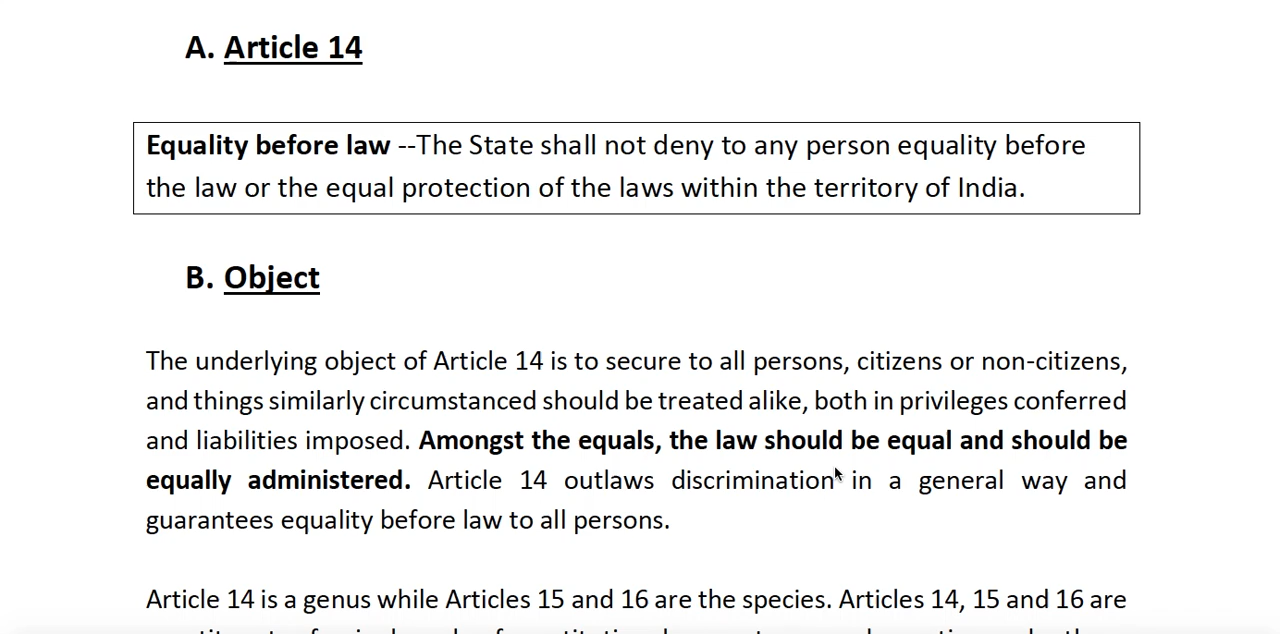 A. Article 14
Equality before law --The State shall not deny to any person equality before
the law or the equal protection of the laws within the territory of India.
B. Object
The underlying object of Article 14 is to secure to all persons, citizens or non-citizens,
and things similarly circumstanced should be treated alike, both in privileges conferred
and liabilities imposed. Amongst the equals, the law should be equal and should be
equally administered. Article 14 outlaws discrimination in a general way and
guarantees equality before law to all persons.
Article 14 is a genus while Articles 15 and 16 are the species. Articles 14, 15 and 16 are